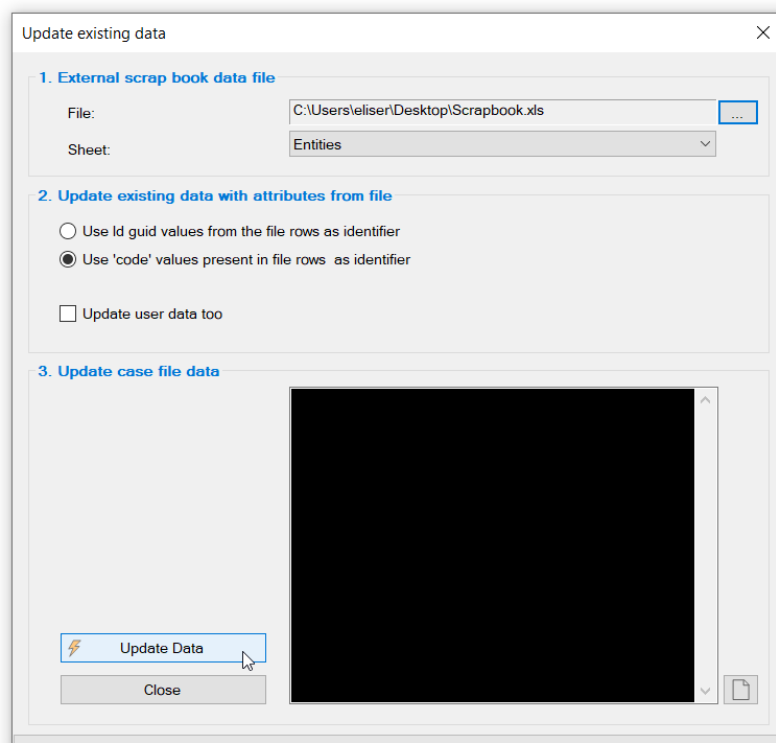 Update existing data
1. External scrap book data file
File:
C:\Users\eliser\Desktop\Scrapbook.xls
...
Sheet:
Entities
2. Update existing data with attributes from file
Use Id guid values from the file rows as identifier
Use 'code' values present in file rows  as identifier
Update user data too
3. Update case file data
Update Data
Close